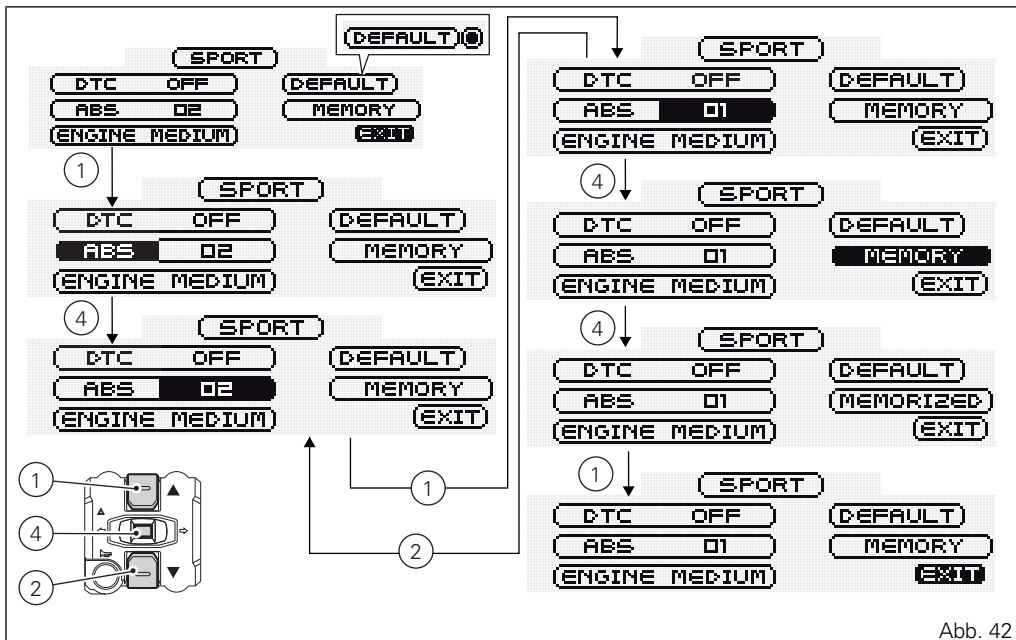 DEFAULT
SPORT
DTC OFF DEFAULT
ABS 02 MEMORY
ENGINE MEDIUM EXIT
1
SPORT
DTC OFF DEFAULT
ABS 02 MEMORY
ENGINE MEDIUM EXIT
4
SPORT
DTC OFF DEFAULT
ABS 02 MEMORY
ENGINE MEDIUM EXIT
1
4
2
1
2
SPORT
DTC OFF DEFAULT
ABS 01 MEMORY
ENGINE MEDIUM EXIT
4
SPORT
DTC OFF DEFAULT
ABS 01 MEMORY
ENGINE MEDIUM EXIT
4
SPORT
DTC OFF DEFAULT
ABS 01 MEMORIZED
ENGINE MEDIUM EXIT
1
SPORT
DTC OFF DEFAULT
ABS 01 MEMORY
ENGINE MEDIUM EXIT
Abb. 42